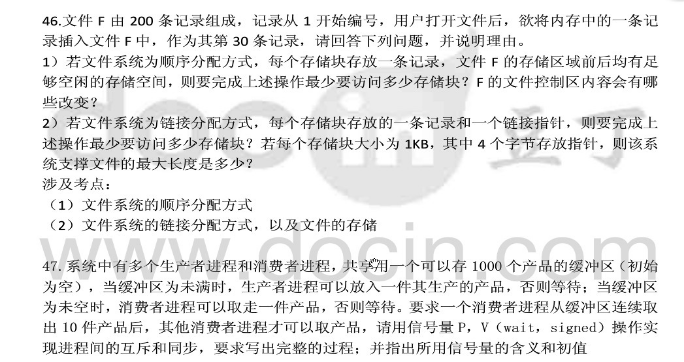 46.文件 F 由 200 条记录组成，记录从 1 开始编号，用户打开文件后，欲将内存中的一条记
录插入文件 F 中，作为其第 30 条记录，请回答下列问题，并说明理由。
1）若文件系统为顺序分配方式，每个存储块存放一条记录，文件 F 的存储区域前后均有足
够空闲的存储空间，则要完成上述操作最少要访问多少存储块？F 的文件控制区内容会有哪
些改变？
2）若文件系统为链接分配方式，每个存储块存放的一条记录和一个链接指针，则要完成上
述操作最少要访问多少存储块？若每个存储块大小为 1KB，其中 4 个字节存放指针，则该系
统支撑文件的最大长度是多少？
涉及考点：
（1）文件系统的顺序分配方式
（2）文件系统的链接分配方式，以及文件的存储
47.系统中有多个生产者进程和消费者进程，共享用一个可以存 1000 个产品的缓冲区（初始
为空），当缓冲区为未满时，生产者进程可以放入一件其生产的产品，否则等待；当缓冲区
为未空时，消费者进程可以取走一件产品，否则等待。要求一个消费者进程从缓冲区连续取
出 10 件产品后，其他消费者进程才可以取产品，请用信号量 P，V（wait，signed）操作实
现进程间的互斥和同步，要求写出完整的过程；并指出所用信号量的含义和初值
docin 豆丁
www.docin.com